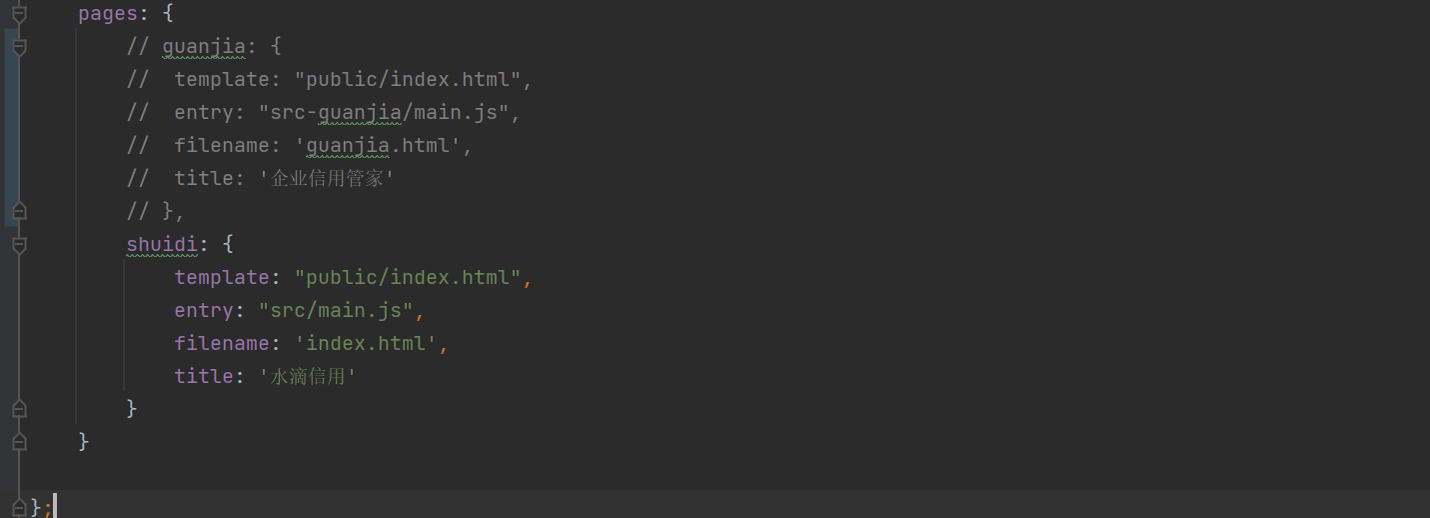 pages: {
// guanjia: {
//  template: "public/index.html",
//  entry: "src-guanjia/main.js",
//  filename: 'guanjia.html',
//  title: '企业信用管家'
// },
shuidi: {
template: "public/index.html",
entry: "src/main.js",
filename: 'index.html',
title: '水滴信用'
}
}
};